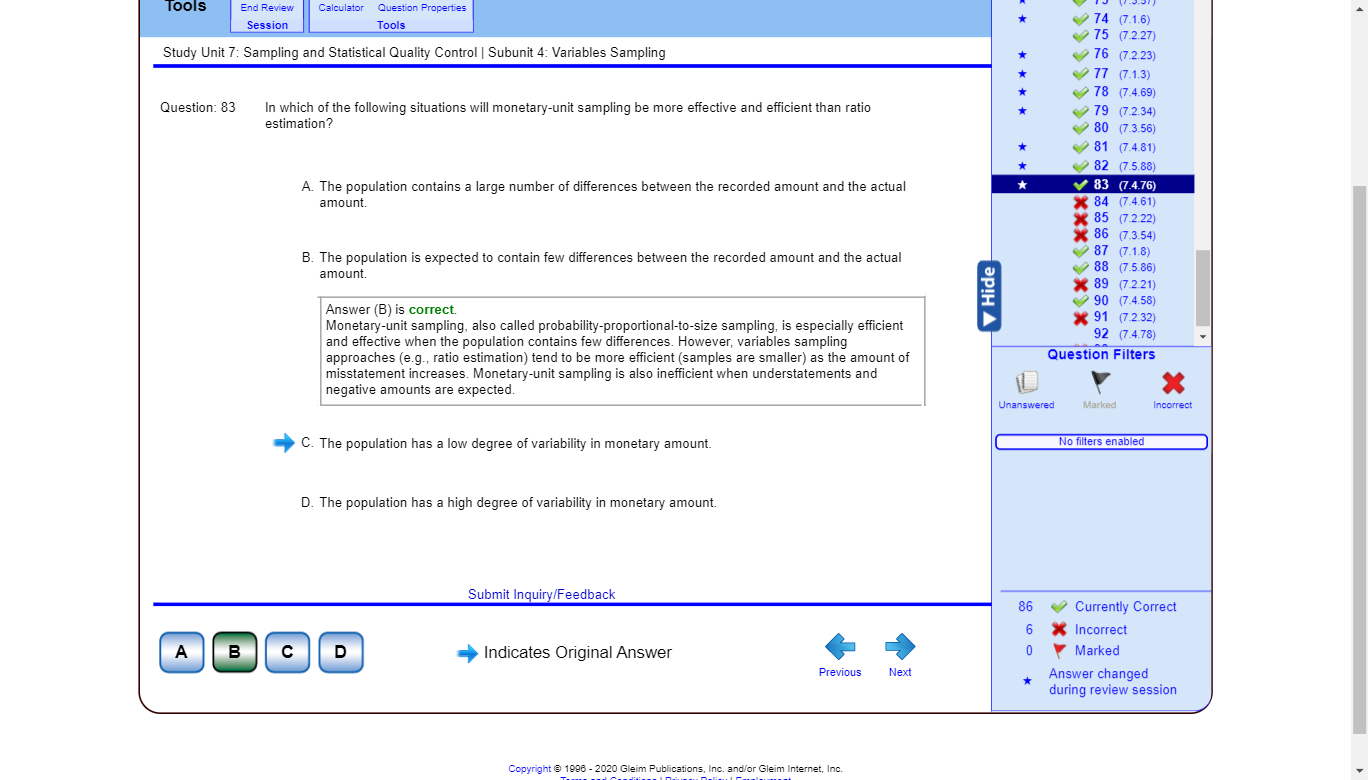 Tools
End Review
Session
Calculator Question Properties
Tools
Study Unit 7: Sampling and Statistical Quality Control | Subunit 4: Variables Sampling
Question: 83 In which of the following situations will monetary-unit sampling be more effective and efficient than ratio
estimation?
A. The population contains a large number of differences between the recorded amount and the actual
amount.
B. The population is expected to contain few differences between the recorded amount and the actual
amount.
Answer (B) is correct.
Monetary-unit sampling, also called probability-proportional-to-size sampling, is especially efficient
and effective when the population contains few differences. However, variables sampling
approaches (e.g., ratio estimation) tend to be more efficient (samples are smaller) as the amount of
misstatement increases. Monetary-unit sampling is also inefficient when understatements and
negative amounts are expected.
C. The population has a low degree of variability in monetary amount.
D. The population has a high degree of variability in monetary amount.
Submit Inquiry/Feedback
A B C D
Indicates Original Answer
Previous
Next
74 (7.1.6)
75 (7.2.27)
76 (7.2.23)
77 (7.1.3)
78 (7.4.69)
79 (7.2.34)
80 (7.3.56)
81 (7.4.81)
82 (7.5.88)
83 (7.4.76)
84 (7.4.61)
85 (7.2.22)
86 (7.3.54)
87 (7.1.8)
88 (7.5.86)
89 (7.2.21)
90 (7.4.58)
91 (7.2.32)
92 (7.4.78)
Hide
Question Filters
Unanswered Marked Incorrect
No filters enabled
86 Currently Correct
6 Incorrect
0 Marked
Answer changed
during review session
Copyright © 1996 - 2020 Gleim Publications, Inc. and/or Gleim Internet, Inc.
Terms and Conditions | Privacy Policy | Employment